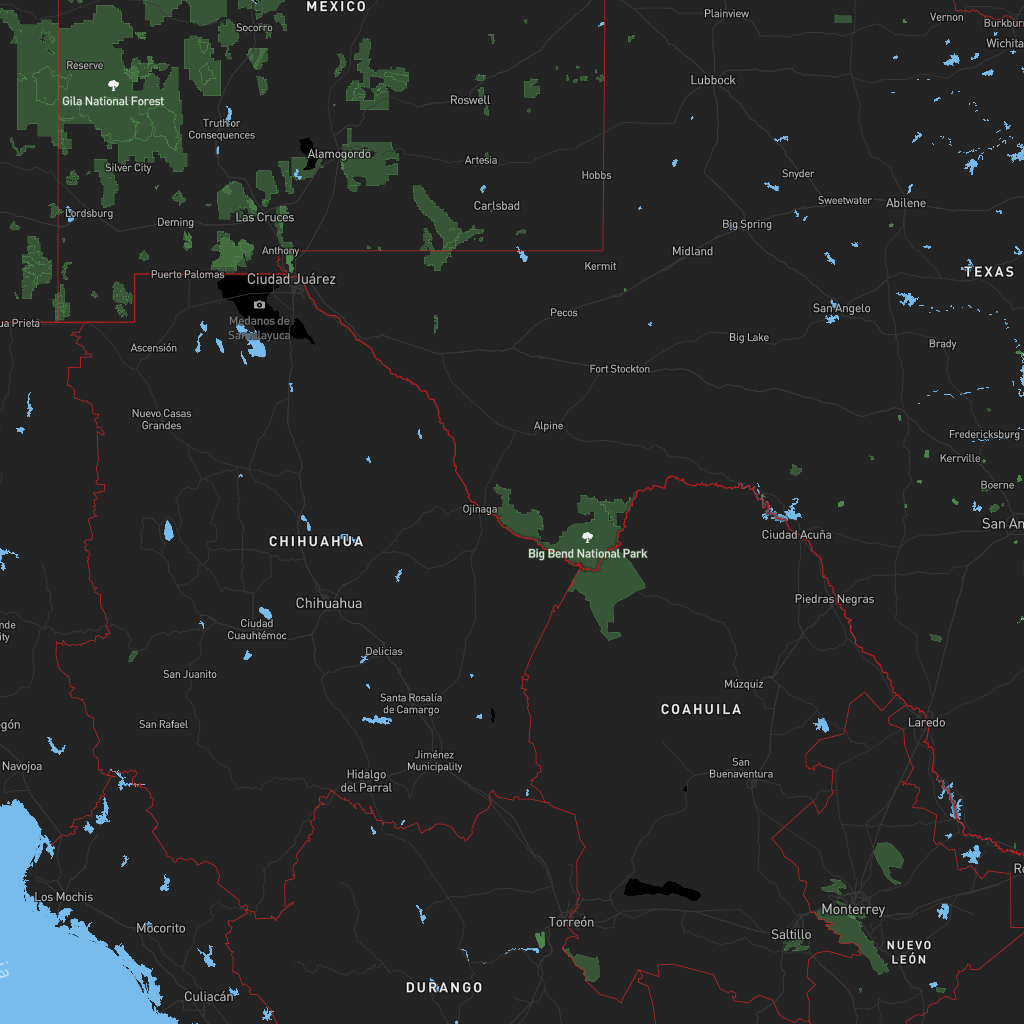 MEXICO
Plainview
Vernon
Socorro
Reserve
Lubbock
Gila National Forest
Roswell
Truth or
Consequences
Alamogordo
Artesia
Silver City
Hobbs
Snyder
Sweetwater
Abilene
Lordsburg
Deming
Las Cruces
Carlsbad
Big Spring
Anthony
Midland
Kermit
TEXAS
Puerto Palomas
Ciudad Juárez
Pecos
San Angelo
Medanos de
Samalayuca
Ascensión
Big Lake
Brady
Fort Stockton
Nuevo Casas
Grandes
Alpine
Fredericksburg
Kerrville
Boerne
Ojinaga
CHIHUAHUA
Ciudad Acuña
Big Bend National Park
Chihuahua
Piedras Negras
Ciudad
Cuauhtémoc
Delicias
San Juanito
Múzquiz
Santa Rosalía
de Camargo
COAHUILA
San Rafael
Laredo
Navojoa
Jiménez
Municipality
San
Buenaventura
Hidalgo
del Parral
Los Mochis
Monterrey
Mocorito
Torreón
Saltillo
NUEVO
LEÓN
DURANGO
Culiacán